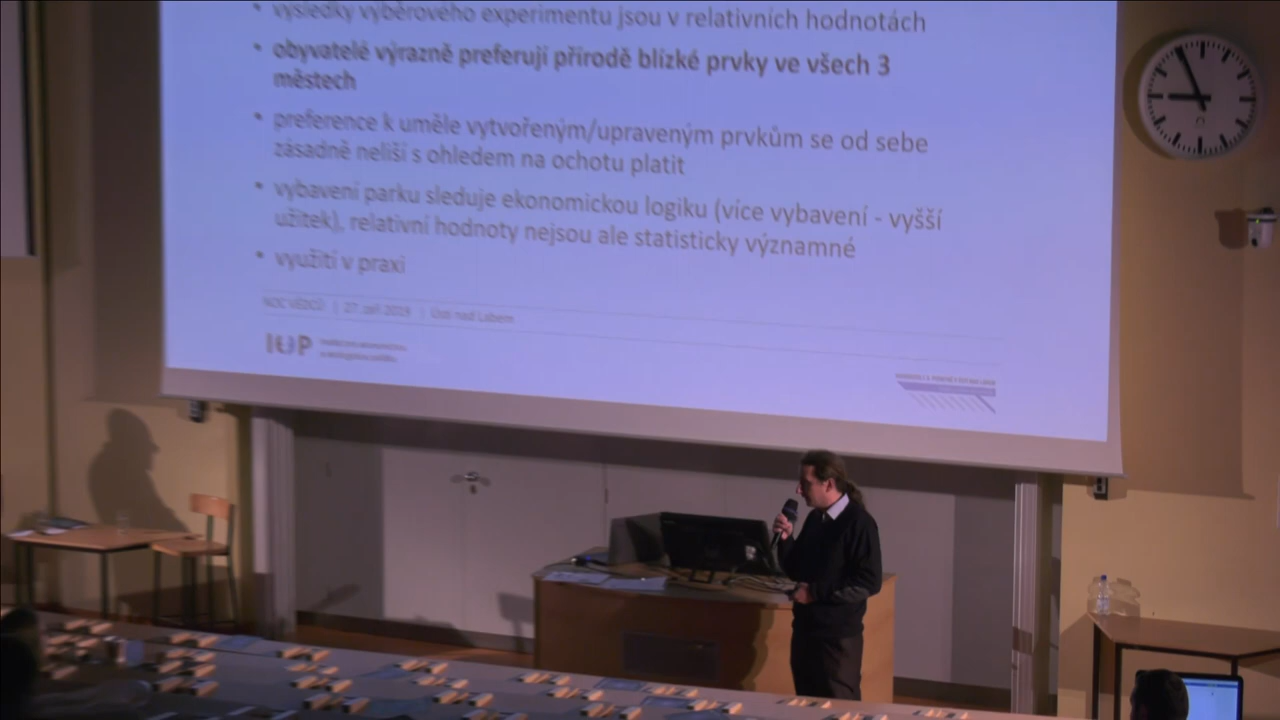 • výsledky výběrového experimentu jsou v relativních hodnotách
• obyvatelé výrazně preferují přírodě blízké prvky ve všech 3
městech
• preference k uměle vytvořeným/upraveným prvkům se od sebe
zásadně neliší s ohledem na ochotu platit
• vybavení parku sleduje ekonomickou logiku (více vybavení - vyšší
užitek), relativní hodnoty nejsou ale statisticky významné
• využití v praxi
NOC VĚDCŮ | 27. září 2019 | Ústí nad Labem